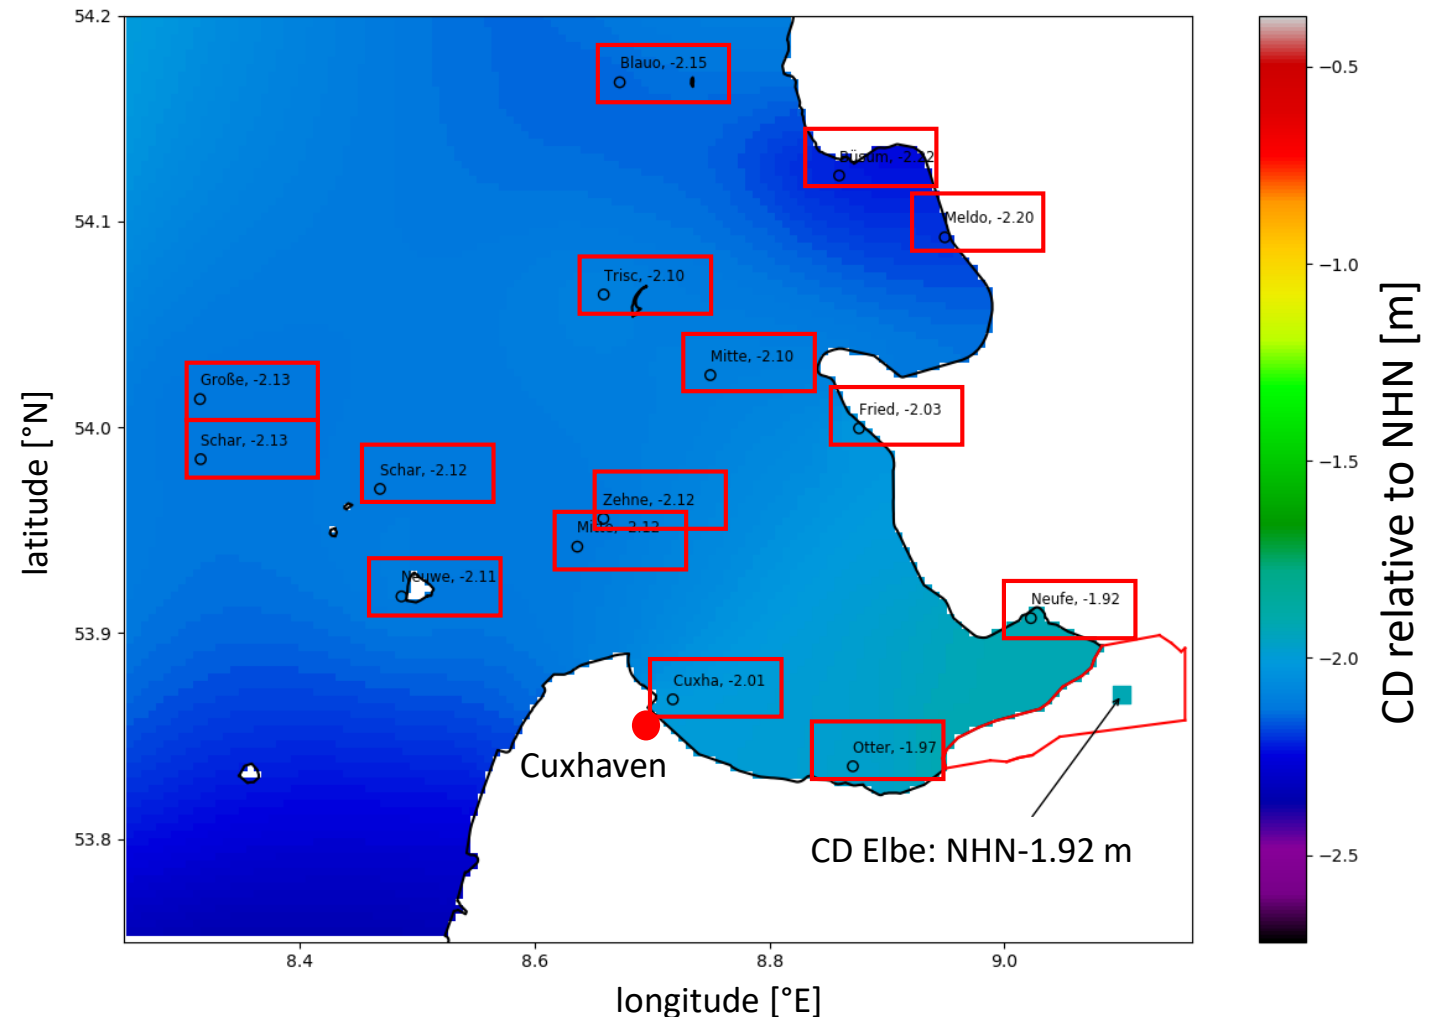 54.2
54.1
54.0
53.9
53.8
latitude [°N]
8.4
8.6
8.8
9.0
longitude [°E]
Blauo, -2.15
Büsum, -2.22
Meldo, -2.20
Trisc, -2.10
Mitte, -2.10
Große, -2.13
Fried, -2.03
Schar, -2.13
Schar, -2.12
Zehne, -2.12
Mitte, -2.12
Neuwe, -2.11
Neufe, -1.92
Cuxha, -2.01
Cuxhaven
Otter, -1.97
CD Elbe: NHN-1.92 m
−0.5
−1.0
−1.5
−2.0
−2.5
CD relative to NHN [m]